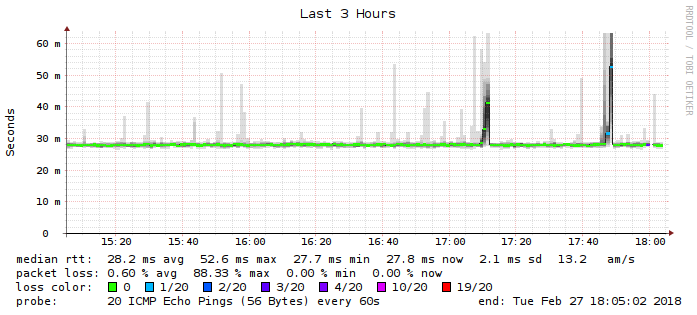 Last 3 Hours
RRDTOOL / TOBI OETIKER
Seconds
60 m
50 m
40 m
30 m
20 m
10 m
0
15:20 15:40 16:00 16:20 16:40 17:00 17:20 17:40 18:00
median rtt: 28.2 ms avg 52.6 ms max 27.7 ms min 27.8 ms now 2.1 ms sd 13.2 am/s
packet loss: 0.60 % avg 88.33 % max 0.00 % min 0.00 % now
loss color: 0 1/20 2/20 3/20 4/20 10/20 19/20
probe: 20 ICMP Echo Pings (56 Bytes) every 60s end: Tue Feb 27 18:05:02 2018